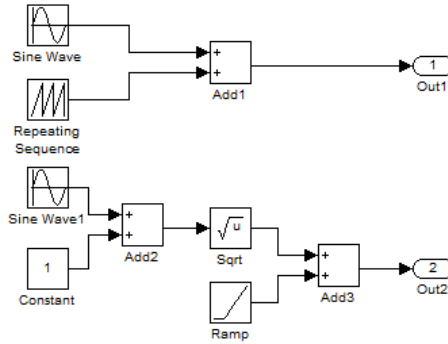 Sine Wave
+
+
Add1
1
Out1
Repeating
Sequence
Sine Wave1
+
+
Add2
1
Constant
√u
Sqrt
+
+
Add3
2
Out2
Ramp